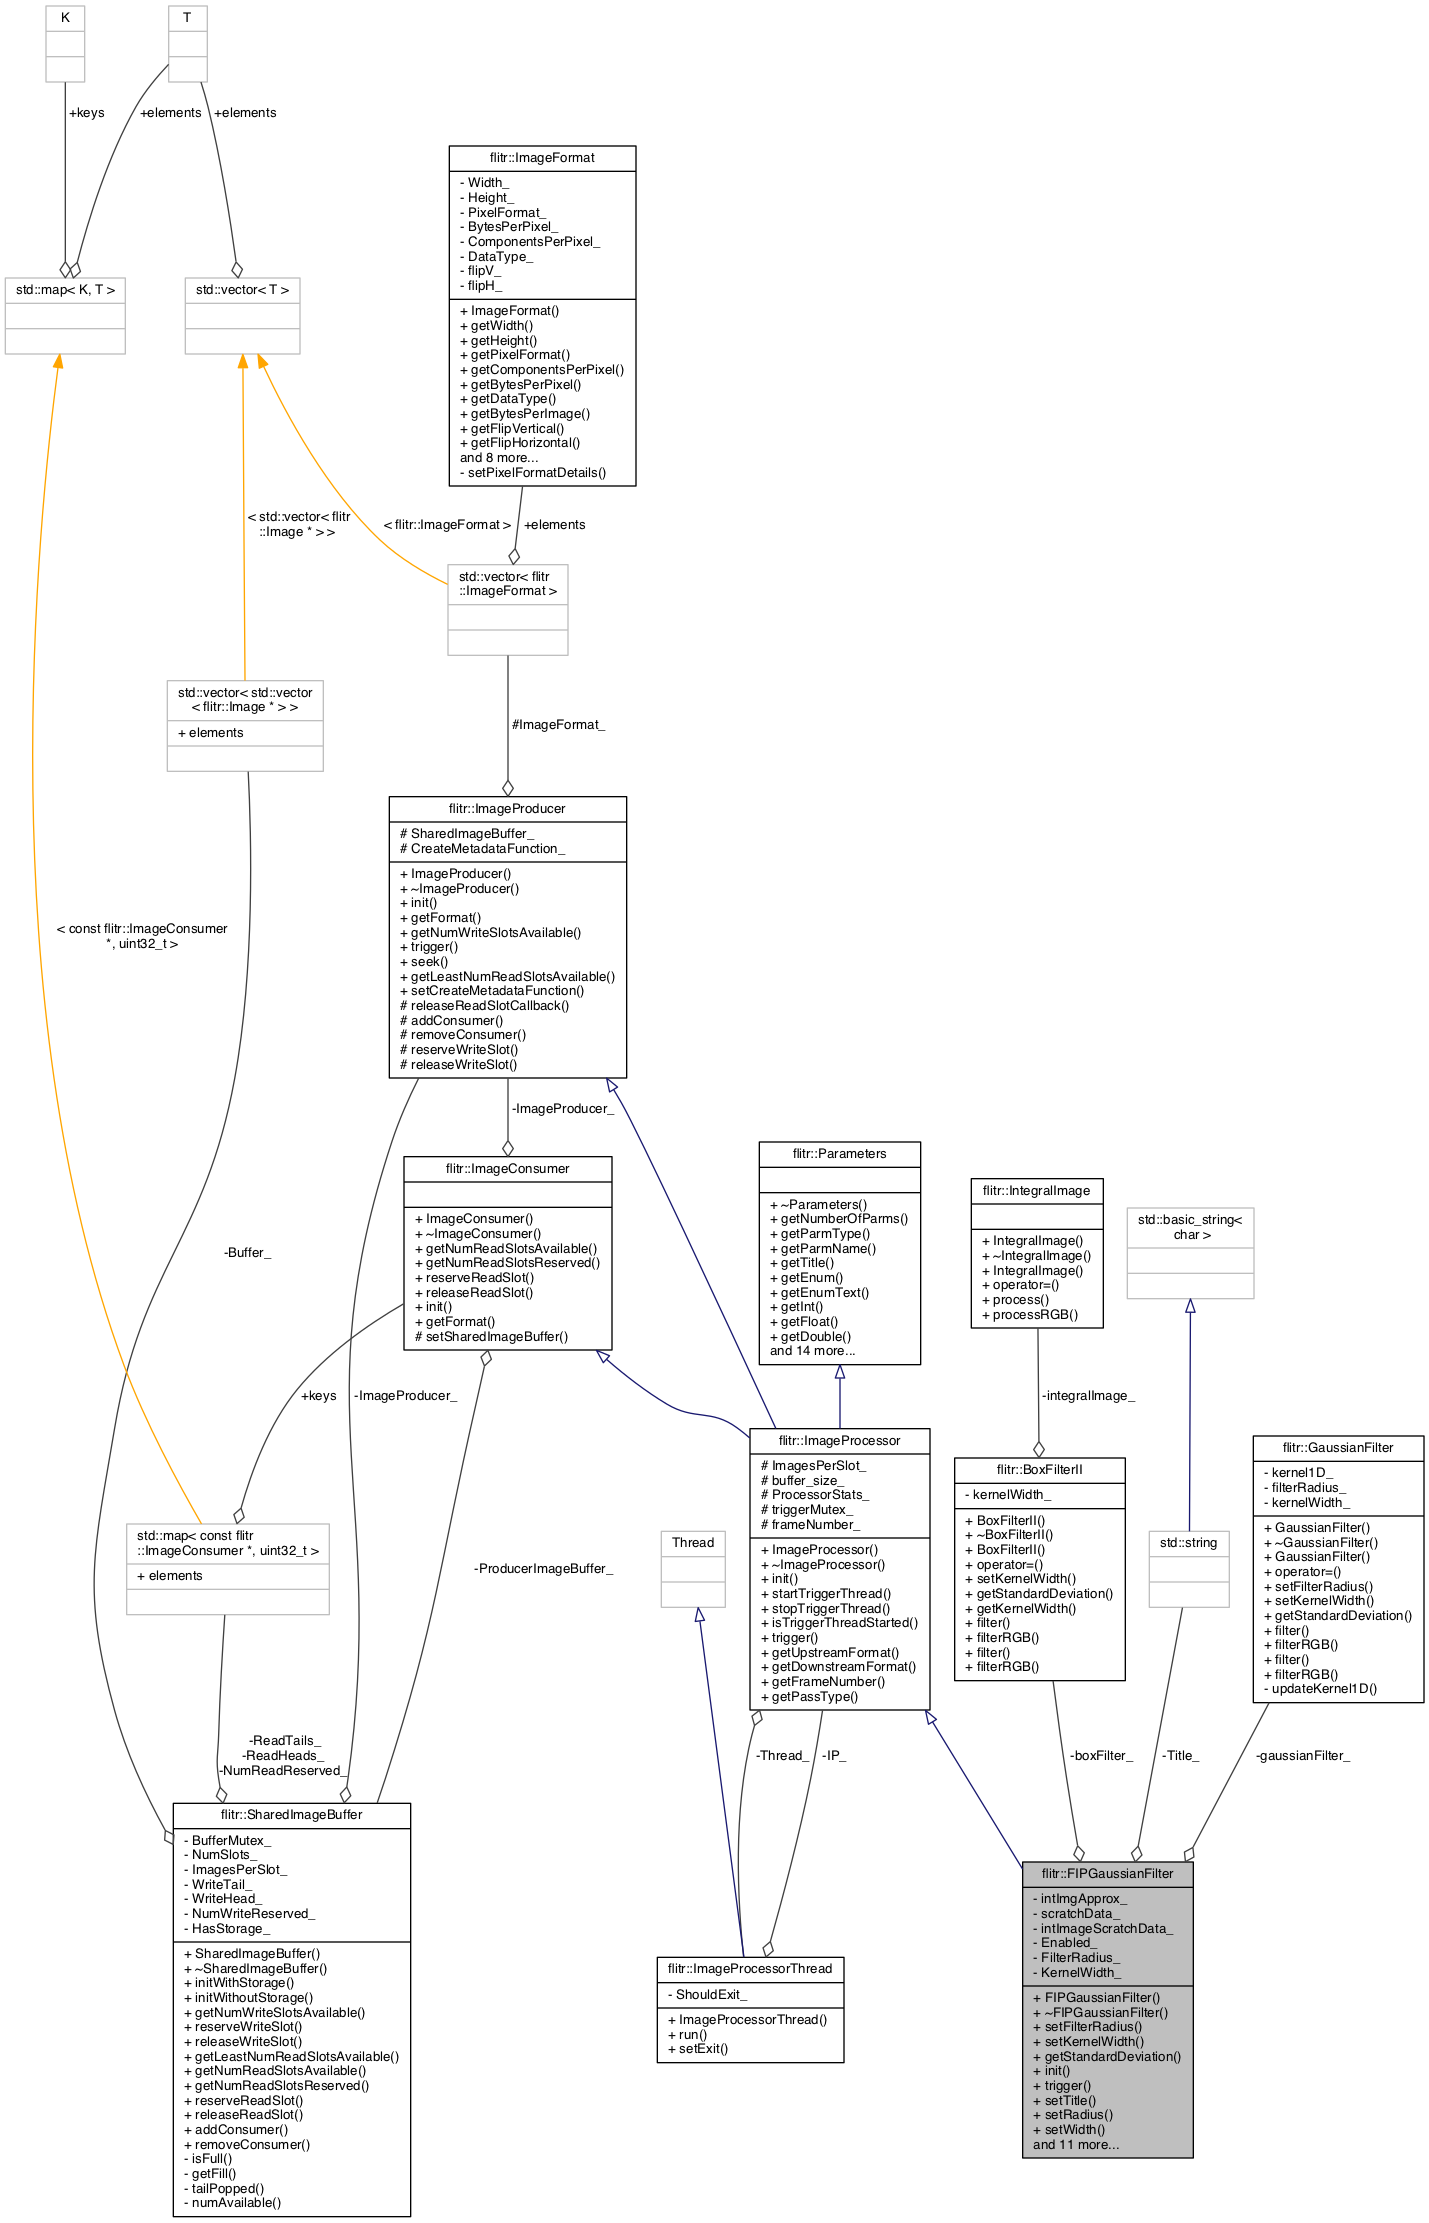 K
T
+keys
+elements
+elements
flitr::ImageFormat
- Width_
- Height_
- PixelFormat_
- BytesPerPixel_
- ComponentsPerPixel_
- DataType_
- flipV_
- flipH_
+ ImageFormat()
+ getWidth()
+ getHeight()
+ getPixelFormat()
+ getComponentsPerPixel()
+ getBytesPerPixel()
+ getDataType()
+ getBytesPerImage()
+ getFlipVertical()
+ getFlipHorizontal()
and 8 more...
- setPixelFormatDetails()
std::map< K, T >
std::vector< T >
< std::vector< flitr
::Image * > >
< flitr::ImageFormat >
+elements
std::vector< flitr
::ImageFormat >
std::vector< std::vector
< flitr::Image * > >
+ elements
#ImageFormat_
flitr::ImageProducer
# SharedImageBuffer_
# CreateMetadataFunction_
+ ImageProducer()
+ ~ImageProducer()
+ init()
+ getFormat()
+ getNumWriteSlotsAvailable()
+ trigger()
+ seek()
+ getLeastNumReadSlotsAvailable()
+ setCreateMetadataFunction()
# releaseReadSlotCallback()
# addConsumer()
# removeConsumer()
# reserveWriteSlot()
# releaseWriteSlot()
< const flitr::ImageConsumer
*, uint32_t >
-ImageProducer_
flitr::ImageConsumer
+ ImageConsumer()
+ ~ImageConsumer()
+ getNumReadSlotsAvailable()
+ getNumReadSlotsReserved()
+ reserveReadSlot()
+ releaseReadSlot()
+ init()
+ getFormat()
# setSharedImageBuffer()
flitr::Parameters
+ ~Parameters()
+ getNumberOfParms()
+ getParmType()
+ getParmName()
+ getTitle()
+ getEnum()
+ getEnumText()
+ getInt()
+ getFloat()
+ getDouble()
and 14 more...
flitr::IntegralImage
+ IntegralImage()
+ ~IntegralImage()
+ IntegralImage()
+ operator=()
+ process()
+ processRGB()
std::basic_string<
char >
-Buffer_
+keys
-ImageProducer_
-integralImage_
flitr::ImageProcessor
# ImagesPerSlot_
# buffer_size_
# ProcessorStats_
# triggerMutex_
# frameNumber_
+ ImageProcessor()
+ ~ImageProcessor()
+ init()
+ startTriggerThread()
+ stopTriggerThread()
+ isTriggerThreadStarted()
+ trigger()
+ getUpstreamFormat()
+ getDownstreamFormat()
+ getFrameNumber()
+ getPassType()
flitr::BoxFilterII
- kernelWidth_
+ BoxFilterII()
+ ~BoxFilterII()
+ BoxFilterII()
+ operator=()
+ setKernelWidth()
+ getStandardDeviation()
+ getKernelWidth()
+ filter()
+ filterRGB()
+ filter()
+ filterRGB()
flitr::GaussianFilter
- kernel1D_
- filterRadius_
- kernelWidth_
+ GaussianFilter()
+ ~GaussianFilter()
+ GaussianFilter()
+ operator=()
+ setFilterRadius()
+ setKernelWidth()
+ getStandardDeviation()
+ filter()
+ filterRGB()
+ filter()
+ filterRGB()
- updateKernel1D()
std::map< const flitr
::ImageConsumer *, uint32_t >
+ elements
-ProducerImageBuffer_
Thread
std::string
-ReadTails_
-ReadHeads_
-NumReadReserved_
-Thread_
-IP_
-boxFilter_
-Title_
-gaussianFilter_
flitr::SharedImageBuffer
- BufferMutex_
- NumSlots_
- ImagesPerSlot_
- WriteTail_
- WriteHead_
- NumWriteReserved_
- HasStorage_
+ SharedImageBuffer()
+ ~SharedImageBuffer()
+ initWithStorage()
+ initWithoutStorage()
+ getNumWriteSlotsAvailable()
+ reserveWriteSlot()
+ releaseWriteSlot()
+ getLeastNumReadSlotsAvailable()
+ getNumReadSlotsAvailable()
+ getNumReadSlotsReserved()
+ reserveReadSlot()
+ releaseReadSlot()
+ addConsumer()
+ removeConsumer()
- isFull()
- getFill()
- tailPopped()
- numAvailable()
flitr::ImageProcessorThread
- ShouldExit_
+ ImageProcessorThread()
+ run()
+ setExit()
flitr::FIPGaussianFilter
- intImgApprox_
- scratchData_
- intImageScratchData_
- Enabled_
- FilterRadius_
- KernelWidth_
+ FIPGaussianFilter()
+ ~FIPGaussianFilter()
+ setFilterRadius()
+ setKernelWidth()
+ getStandardDeviation()
+ init()
+ trigger()
+ setTitle()
+ setRadius()
+ setWidth()
and 11 more...